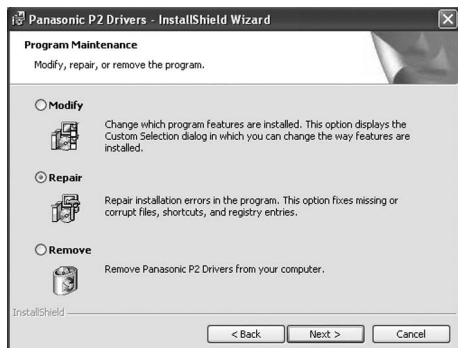 Panasonic P2 Drivers - InstallShield Wizard
Program Maintenance
Modify, repair, or remove the program.
Modify
Change which program features are installed. This option displays the
Custom Selection dialog in which you can change the way features are
installed.
Repair
Repair installation errors in the program. This option fixes missing or
corrupt files, shortcuts, and registry entries.
Remove
Remove Panasonic P2 Drivers from your computer.
InstallShield
< Back
Next >
Cancel